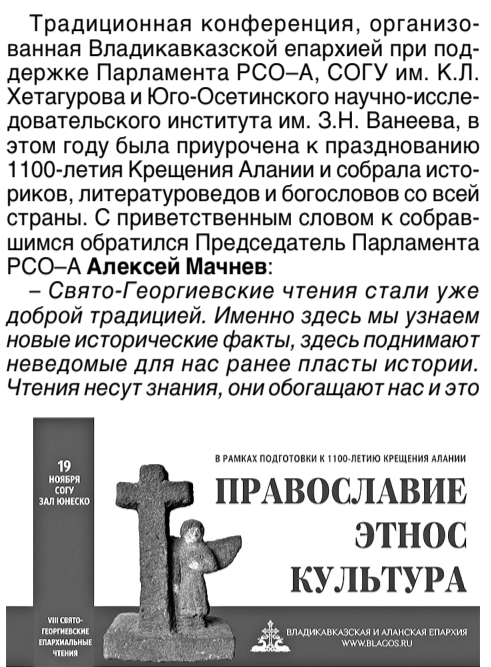 Традиционная конференция, организо-
ванная Владикавказской епархией при под-
держке Парламента РСО–А, СОГУ им. К.Л.
Хетагурова и Юго-Осетинского научно-иссле-
довательского института им. З.Н. Ванеева, в
этом году была приурочена к празднованию
1100-летия Крещения Алании и собрала исто-
риков, литературоведов и богословов со всей
страны. С приветственным словом к собрав-
шимся обратился Председатель Парламента
РСО–А Алексей Мачнев:
– Свято-Георгиевские чтения стали уже
доброй традицией. Именно здесь мы узнаем
новые исторические факты, здесь поднимают
неведомые для нас ранее пласты истории.
Чтения несут знания, они обогащают нас и это
19
НОЯБРЯ
СОГУ
ЗАЛ ЮНЕСКО
VIII СВЯТО-
ГЕОРГИЕВСКИЕ
ЕПАРХИАЛЬНЫЕ
ЧТЕНИЯ
В РАМКАХ ПОДГОТОВКИ К 1100-ЛЕТИЮ КРЕЩЕНИЯ АЛАНИИ
ПРАВОСЛАВИЕ
ЭТНОС
КУЛЬТУРА
ВЛАДИКАВКАЗСКАЯ И АЛАНСКАЯ ЕПАРХИЯ
WWW.BLAGOS.RU